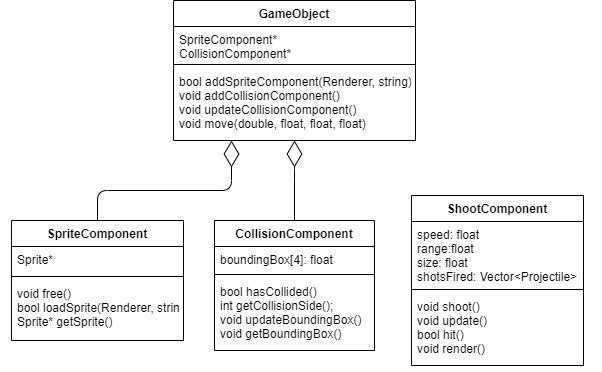 GameObject
SpriteComponent*
CollisionComponent*
bool addSpriteComponent(Renderer, string)
void addCollisionComponent()
void updateCollisionComponent()
void move(double, float, float, float)
SpriteComponent
Sprite*
void free()
bool loadSprite(Renderer, strin
Sprite* getSprite()
CollisionComponent
boundingBox[4]: float
bool hasCollided()
int getCollisionSide();
void updateBoundingBox()
void getBoundingBox()
ShootComponent
speed: float
range:float
size: float
shotsFired: Vector<Projectile>
void shoot()
void update()
bool hit()
void render()